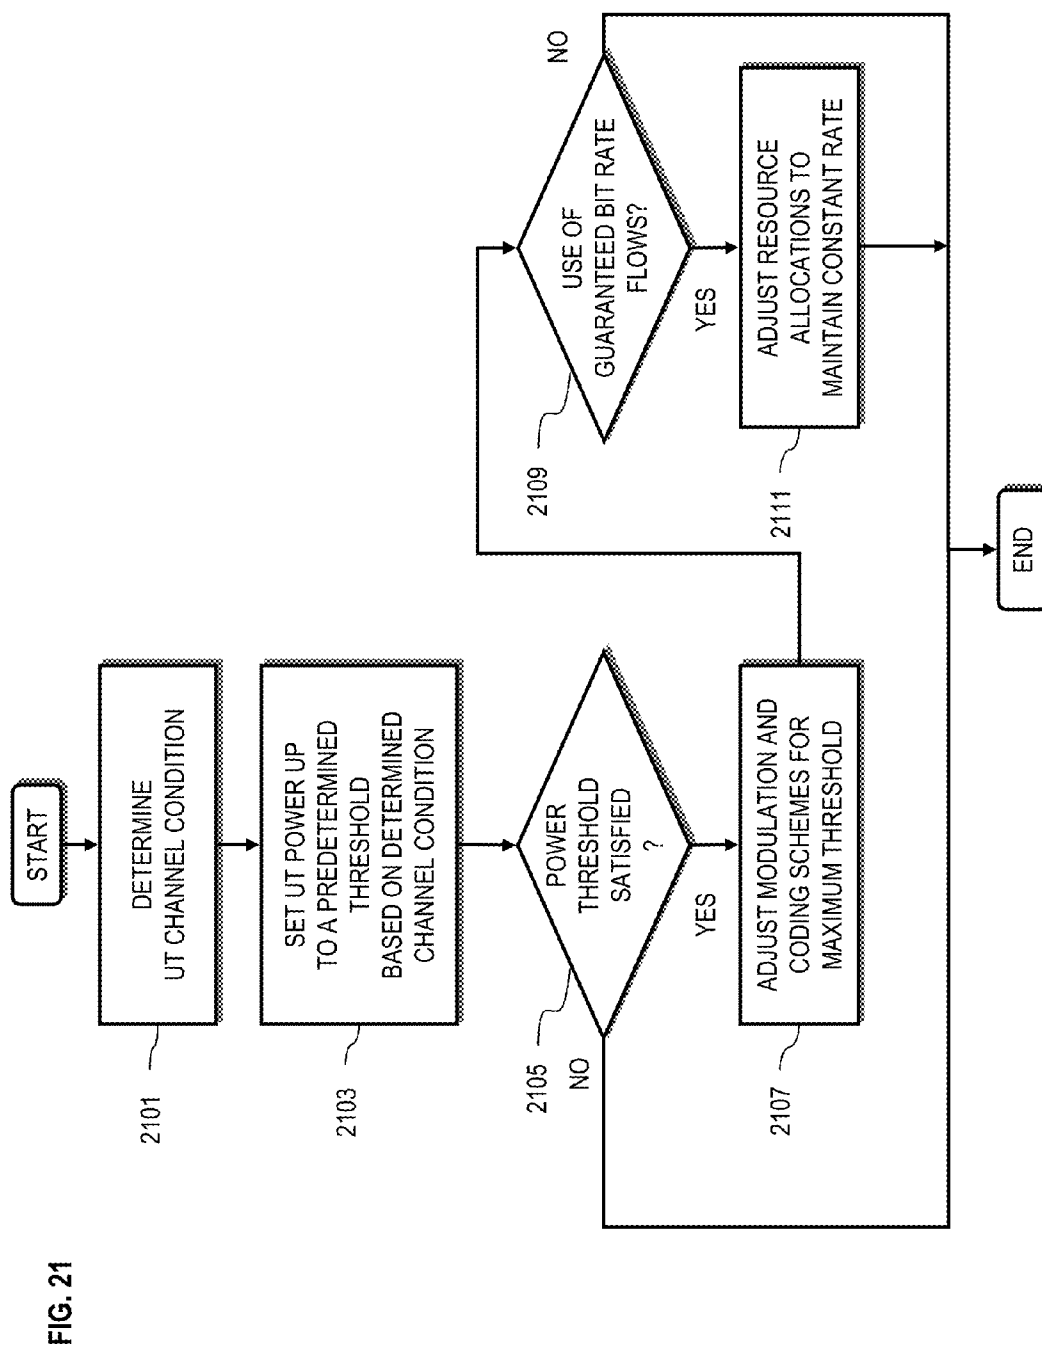 FIG. 21
START
DETERMINE
UT CHANNEL CONDITION
2101
SET UT POWER UP
TO A PREDETERMINED
THRESHOLD
BASED ON DETERMINED
CHANNEL CONDITION
2103
POWER
THRESHOLD
SATISFIED
?
2105
NO
YES
ADJUST MODULATION AND
CODING SCHEMES FOR
MAXIMUM THRESHOLD
2107
USE OF
GUARANTEED BIT RATE
FLOWS?
2109
NO
YES
ADJUST RESOURCE
ALLOCATIONS TO
MAINTAIN CONSTANT RATE
2111
END